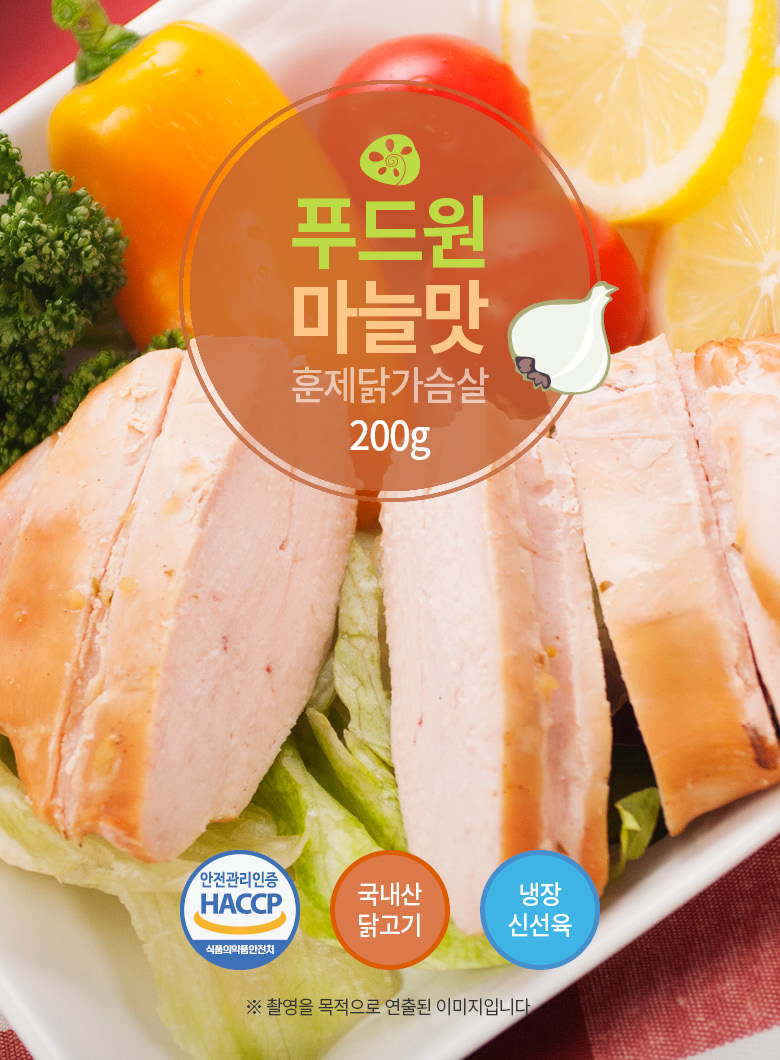 푸드원
마늘맛
훈제닭가슴살
200g
안전관리인증
HACCP
식품의약품안전처
국내산
닭고기
냉장
신선육
※ 촬영을 목적으로 연출된 이미지입니다